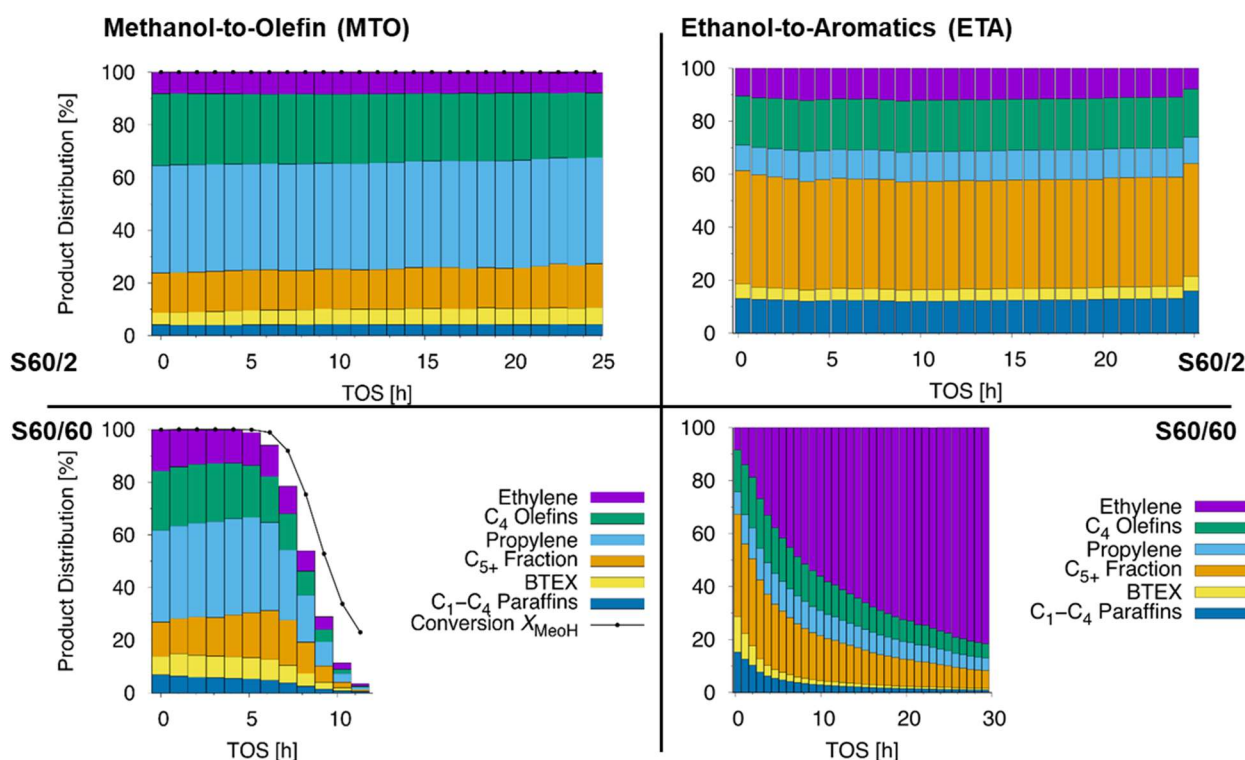 Methanol-to-Olefin (MTO)
Ethanol-to-Aromatics (ETA)
Product Distribution [%]
100
80
60
40
20
0
0 5 10 15 20 25
TOS [h]
S60/2
100
80
60
40
20
0
0 5 10 15 20
TOS [h]
S60/2
S60/60
Product Distribution [%]
100
80
60
40
20
0
0 5 10
TOS [h]
Ethylene
C₄ Olefins
Propylene
C₅₊ Fraction
BTEX
C₁–C₄ Paraffins
Conversion X_MeoH
S60/60
100
80
60
40
20
0
0 10 20 30
TOS [h]
Ethylene
C₄ Olefins
Propylene
C₅₊ Fraction
BTEX
C₁–C₄ Paraffins